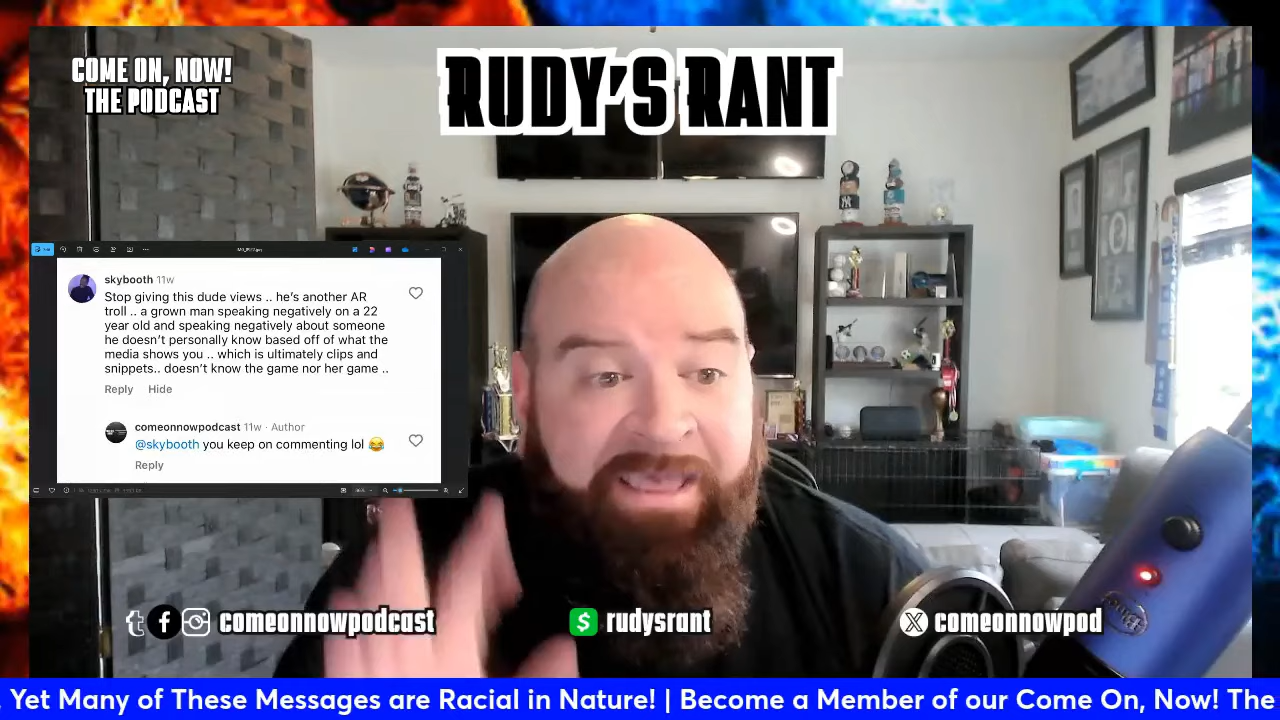 COME ON, NOW!
THE PODCAST
RUDY'S RANT
skybooth 11w
Stop giving this dude views .. he's another AR
troll .. a grown man speaking negatively on a 22
year old and speaking negatively about someone
he doesn't personally know based off of what the
media shows you .. which is ultimately clips and
snippets.. doesn't know the game nor her game ..
Reply Hide
comeonnowpodcast 11w · Author
@skybooth you keep on commenting lol 😂
Reply
comeonnowpodcast
rudysrant
comeonnowpod
Blue
Yet Many of These Messages are Racial in Nature! | Become a Member of our Come On, Now! The